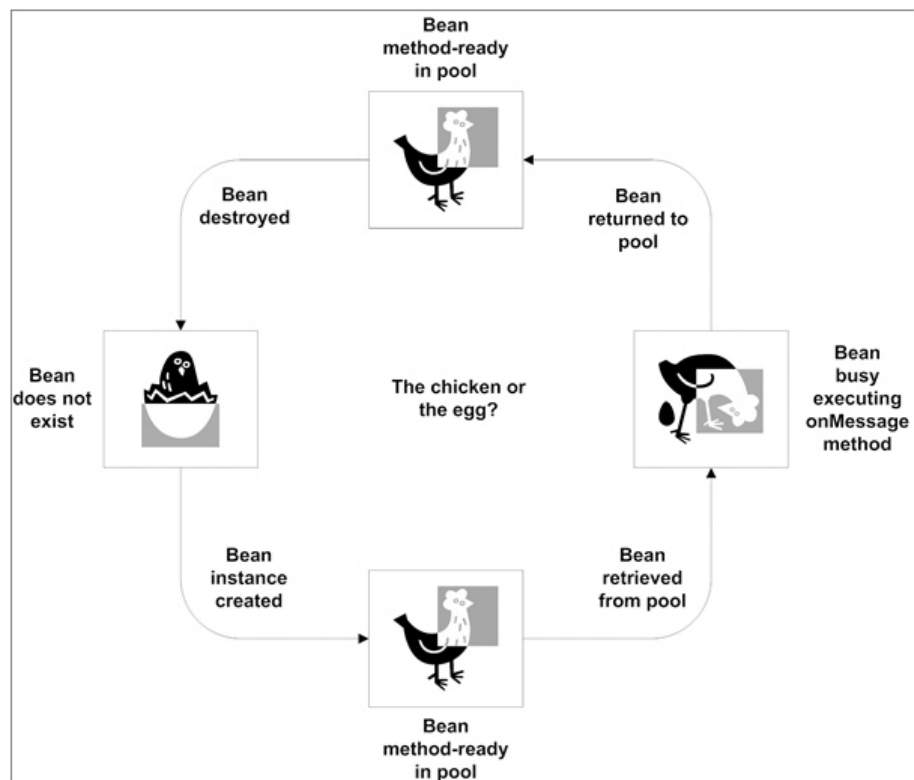 Bean
method-ready
in pool
Bean
destroyed
Bean
returned to
pool
Bean
does not
exist
The chicken or
the egg?
Bean
busy
executing
onMessage
method
Bean
instance
created
Bean
retrieved
from pool
Bean
method-ready
in pool